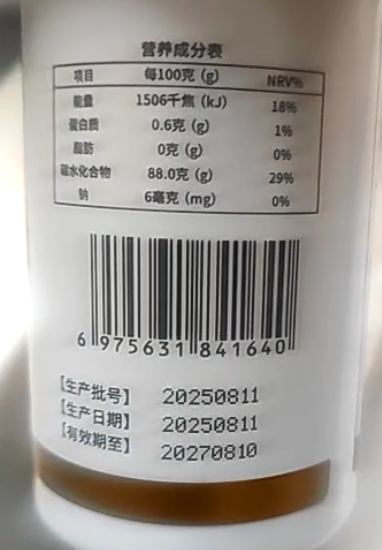 营养成分表
项目 每100克 (g) NRV%
能量 1506千焦 (kJ) 18%
蛋白质 0.6克 (g) 1%
脂肪 0克 (g) 0%
碳水化合物 88.0克 (g) 29%
钠 6毫克 (mg) 0%
6 975631 841640
【生产批号】 20250811
【生产日期】 20250811
【有效期至】 20270810